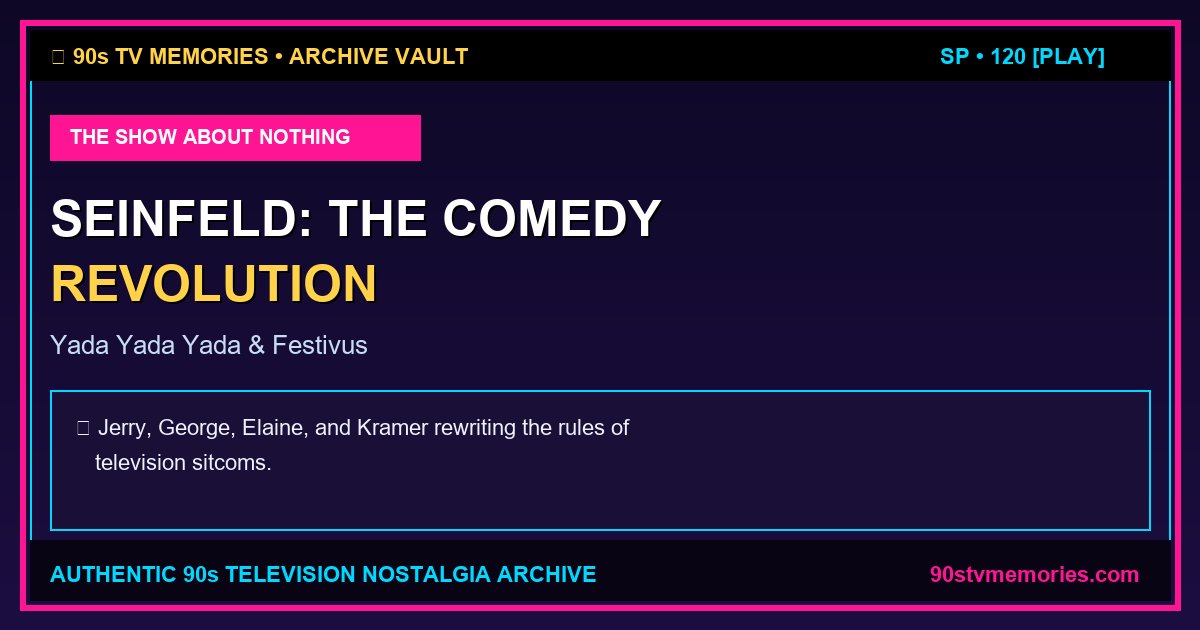 90s TV MEMORIES • ARCHIVE VAULT
SP • 120 [PLAY]
THE SHOW ABOUT NOTHING
SEINFELD: THE COMEDY
REVOLUTION
Yada Yada Yada & Festivus
Jerry, George, Elaine, and Kramer rewriting the rules of
television sitcoms.
AUTHENTIC 90s TELEVISION NOSTALGIA ARCHIVE
90stvmemories.com